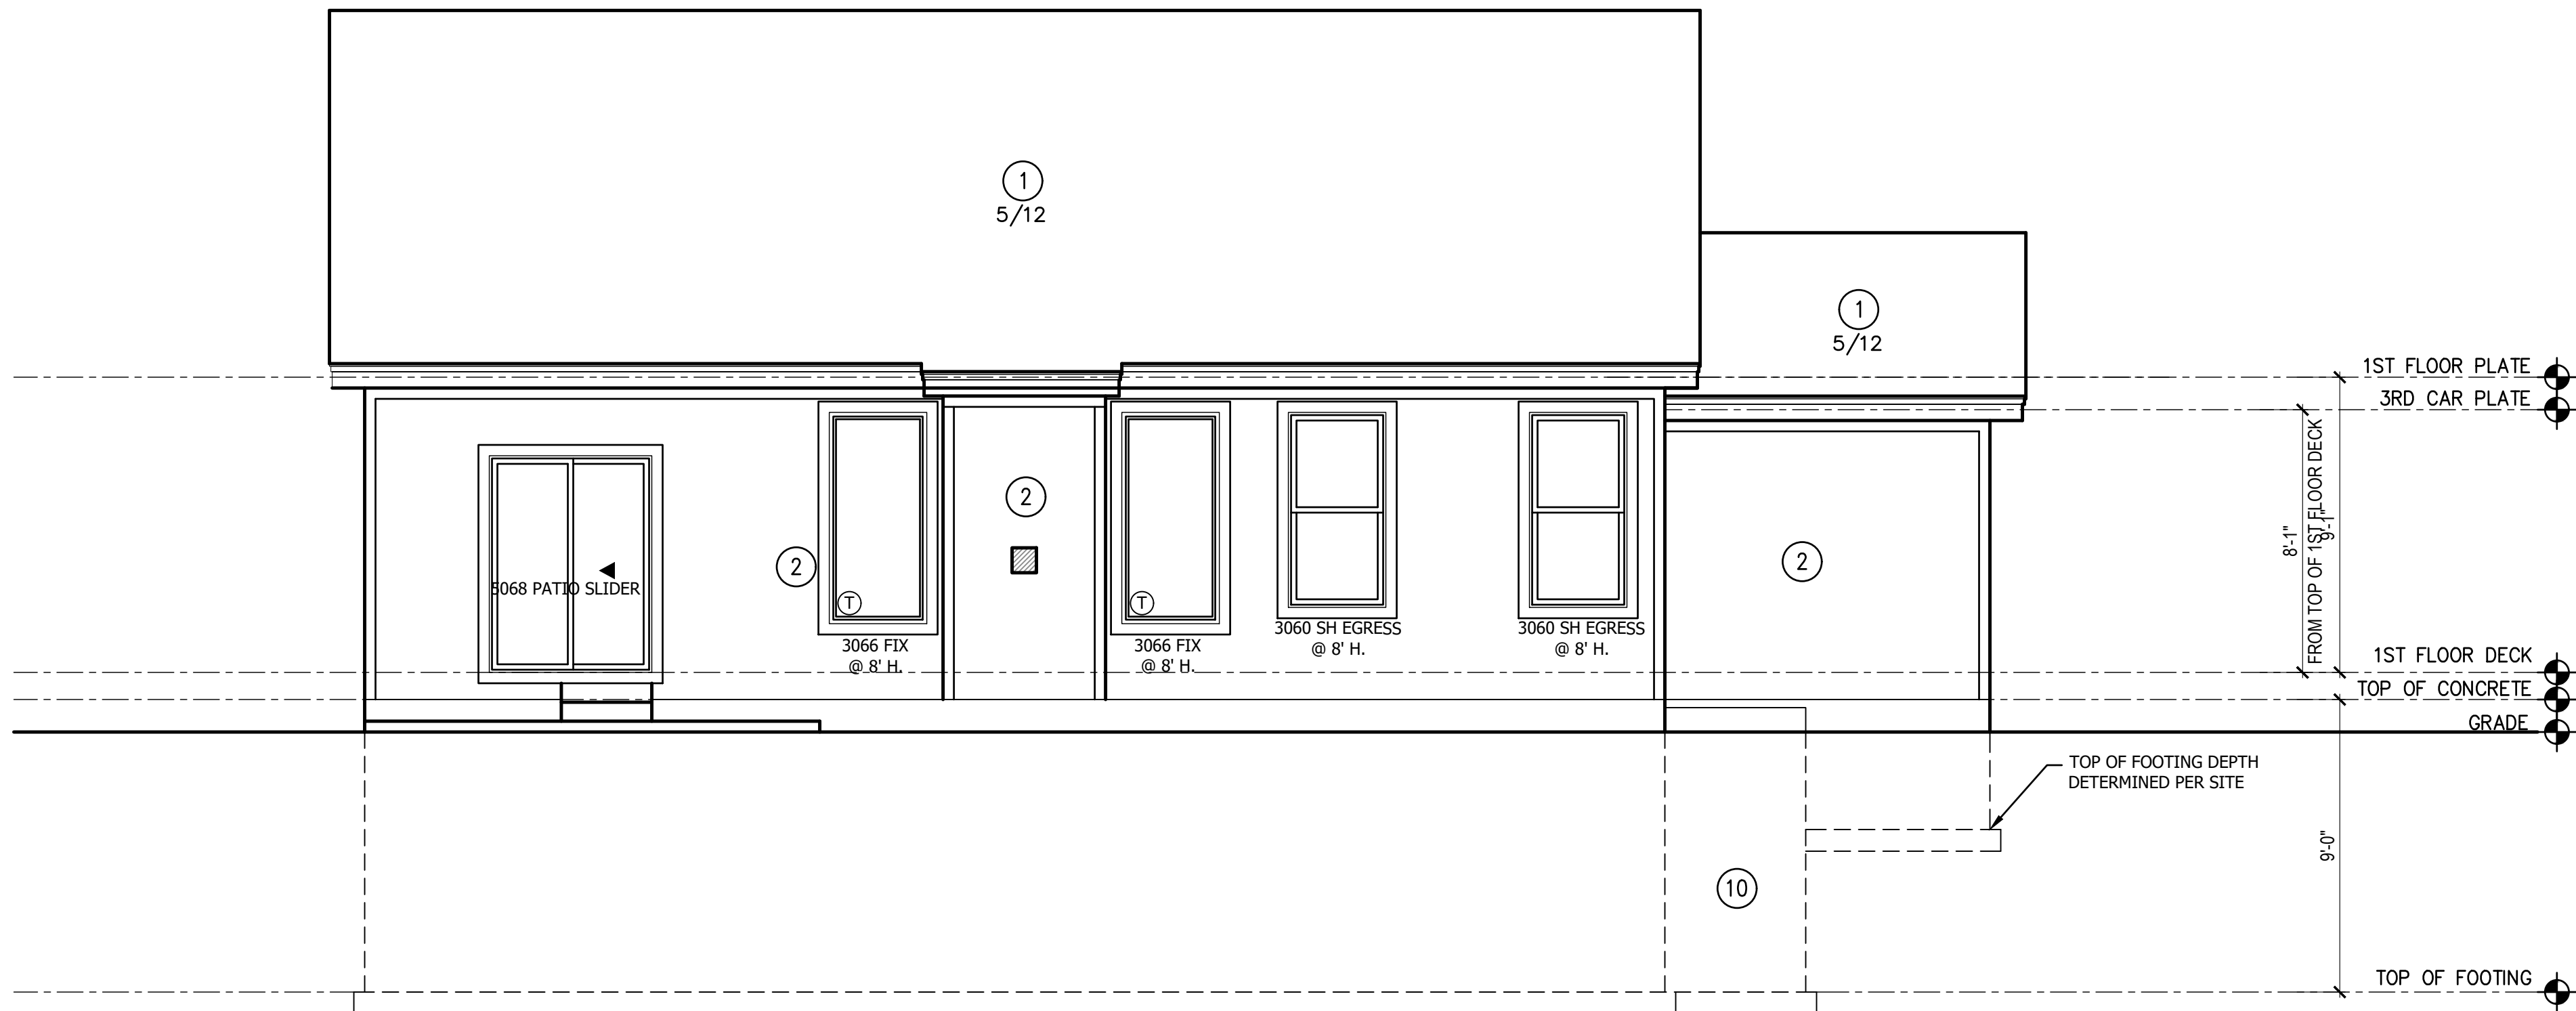 1
5/12
1
5/12
1ST FLOOR PLATE
3RD CAR PLATE
2
2
2
5068 PATIO SLIDER
T
T
3066 FIX
@ 8' H.
3066 FIX
@ 8' H.
3060 SH EGRESS
@ 8' H.
3060 SH EGRESS
@ 8' H.
8'-1"
FROM TOP OF 1ST FLOOR DECK
9'-1"
1ST FLOOR DECK
TOP OF CONCRETE
GRADE
TOP OF FOOTING DEPTH
DETERMINED PER SITE
9'-0"
10
TOP OF FOOTING